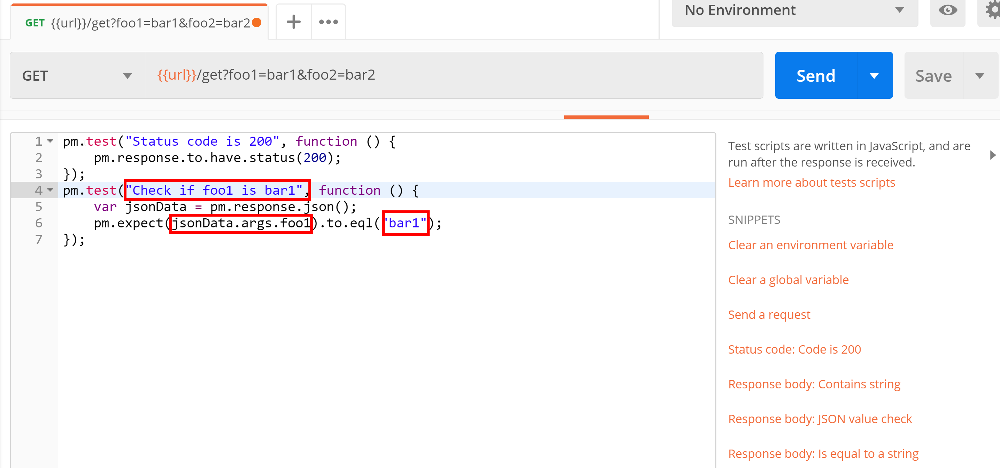 GET {{url}}/get?foo1=bar1&foo2=bar2
No Environment
GET
{{url}}/get?foo1=bar1&foo2=bar2
Send
Save
1 pm.test("Status code is 200", function () {
2 pm.response.to.have.status(200);
3 });
4 pm.test("Check if foo1 is bar1", function () {
5 var jsonData = pm.response.json();
6 pm.expect(jsonData.args.foo1).to.eql("bar1");
7 });
Test scripts are written in JavaScript, and are
run after the response is received.
Learn more about tests scripts
SNIPPETS
Clear an environment variable
Clear a global variable
Send a request
Status code: Code is 200
Response body: Contains string
Response body: JSON value check
Response body: Is equal to a string